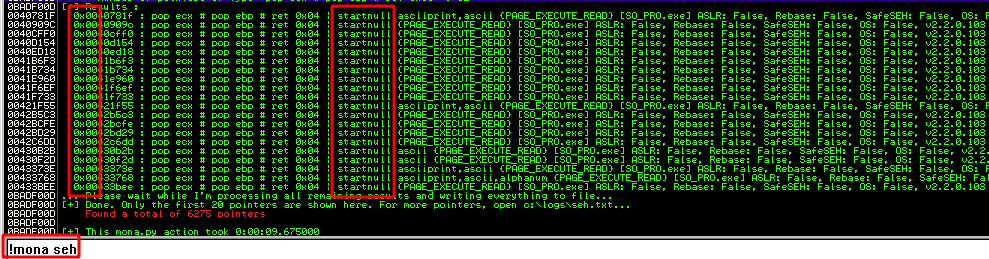 [+] Results :
0040781F 0x0040781f : pop ecx # pop ebp # ret 0x04 | startnull,asciiprint,ascii {PAGE_EXECUTE_READ} [SO_PRO.exe] ASLR: False, Rebase: False, SafeSEH: False, OS: F
0040909C 0x0040909c : pop ecx # pop ebp # ret 0x04 | startnull {PAGE_EXECUTE_READ} [SO_PRO.exe] ASLR: False, Rebase: False, SafeSEH: False, OS: False, v2.2.0.103
0040CFF0 0x0040cff0 : pop ecx # pop ebp # ret 0x04 | startnull {PAGE_EXECUTE_READ} [SO_PRO.exe] ASLR: False, Rebase: False, SafeSEH: False, OS: False, v2.2.0.103
0040D154 0x0040d154 : pop ecx # pop ebp # ret 0x04 | startnull {PAGE_EXECUTE_READ} [SO_PRO.exe] ASLR: False, Rebase: False, SafeSEH: False, OS: False, v2.2.0.103
0040ED18 0x0040ed18 : pop ecx # pop ebp # ret 0x04 | startnull {PAGE_EXECUTE_READ} [SO_PRO.exe] ASLR: False, Rebase: False, SafeSEH: False, OS: False, v2.2.0.103
0041B6F3 0x0041b6f3 : pop ecx # pop ebp # ret 0x04 | startnull {PAGE_EXECUTE_READ} [SO_PRO.exe] ASLR: False, Rebase: False, SafeSEH: False, OS: False, v2.2.0.103
0041B734 0x0041b734 : pop ecx # pop ebp # ret 0x04 | startnull {PAGE_EXECUTE_READ} [SO_PRO.exe] ASLR: False, Rebase: False, SafeSEH: False, OS: False, v2.2.0.103
0041E960 0x0041e960 : pop ecx # pop ebp # ret 0x04 | startnull {PAGE_EXECUTE_READ} [SO_PRO.exe] ASLR: False, Rebase: False, SafeSEH: False, OS: False, v2.2.0.103
0041F6EF 0x0041f6ef : pop ecx # pop ebp # ret 0x04 | startnull {PAGE_EXECUTE_READ} [SO_PRO.exe] ASLR: False, Rebase: False, SafeSEH: False, OS: False, v2.2.0.103
0041F733 0x0041f733 : pop ecx # pop ebp # ret 0x04 | startnull {PAGE_EXECUTE_READ} [SO_PRO.exe] ASLR: False, Rebase: False, SafeSEH: False, OS: False, v2.2.0.103
00421F55 0x00421f55 : pop ecx # pop ebp # ret 0x04 | startnull,asciiprint,ascii {PAGE_EXECUTE_READ} [SO_PRO.exe] ASLR: False, Rebase: False, SafeSEH: False, OS: F
0042B5C3 0x0042b5c3 : pop ecx # pop ebp # ret 0x04 | startnull {PAGE_EXECUTE_READ} [SO_PRO.exe] ASLR: False, Rebase: False, SafeSEH: False, OS: False, v2.2.0.103
0042BCFE 0x0042bcfe : pop ecx # pop ebp # ret 0x04 | startnull {PAGE_EXECUTE_READ} [SO_PRO.exe] ASLR: False, Rebase: False, SafeSEH: False, OS: False, v2.2.0.103
0042BD29 0x0042bd29 : pop ecx # pop ebp # ret 0x04 | startnull {PAGE_EXECUTE_READ} [SO_PRO.exe] ASLR: False, Rebase: False, SafeSEH: False, OS: False, v2.2.0.103
0042C6DD 0x0042c6dd : pop ecx # pop ebp # ret 0x04 | startnull {PAGE_EXECUTE_READ} [SO_PRO.exe] ASLR: False, Rebase: False, SafeSEH: False, OS: False, v2.2.0.103
00430B2B 0x00430b2b : pop ecx # pop ebp # ret 0x04 | startnull,ascii {PAGE_EXECUTE_READ} [SO_PRO.exe] ASLR: False, Rebase: False, SafeSEH: False, OS: False, v2.2
00430F2D 0x00430f2d : pop ecx # pop ebp # ret 0x04 | startnull,ascii {PAGE_EXECUTE_READ} [SO_PRO.exe] ASLR: False, Rebase: False, SafeSEH: False, OS: False, v2.2
0043373E 0x0043373e : pop ecx # pop ebp # ret 0x04 | startnull,asciiprint,ascii {PAGE_EXECUTE_READ} [SO_PRO.exe] ASLR: False, Rebase: False, SafeSEH: False, OS: F
00433768 0x00433768 : pop ecx # pop ebp # ret 0x04 | startnull,asciiprint,ascii,alphanum {PAGE_EXECUTE_READ} [SO_PRO.exe] ASLR: False, Rebase: False, SafeSEH: Fal
00433BEE 0x00433bee : pop ecx # pop ebp # ret 0x04 | startnull {PAGE_EXECUTE_READ} [SO_PRO.exe] ASLR: False, Rebase: False, SafeSEH: False, OS: False, v2.2.0.103
0BADF00D ... Please wait while I'm processing all remaining results and writing everything to file...
0BADF00D [+] Done. Only the first 20 pointers are shown here. For more pointers, open c:\logs\seh.txt...
0BADF00D Found a total of 6275 pointers
0BADF00D
0BADF00D [+] This mona.py action took 0:00:09.675000
!mona seh